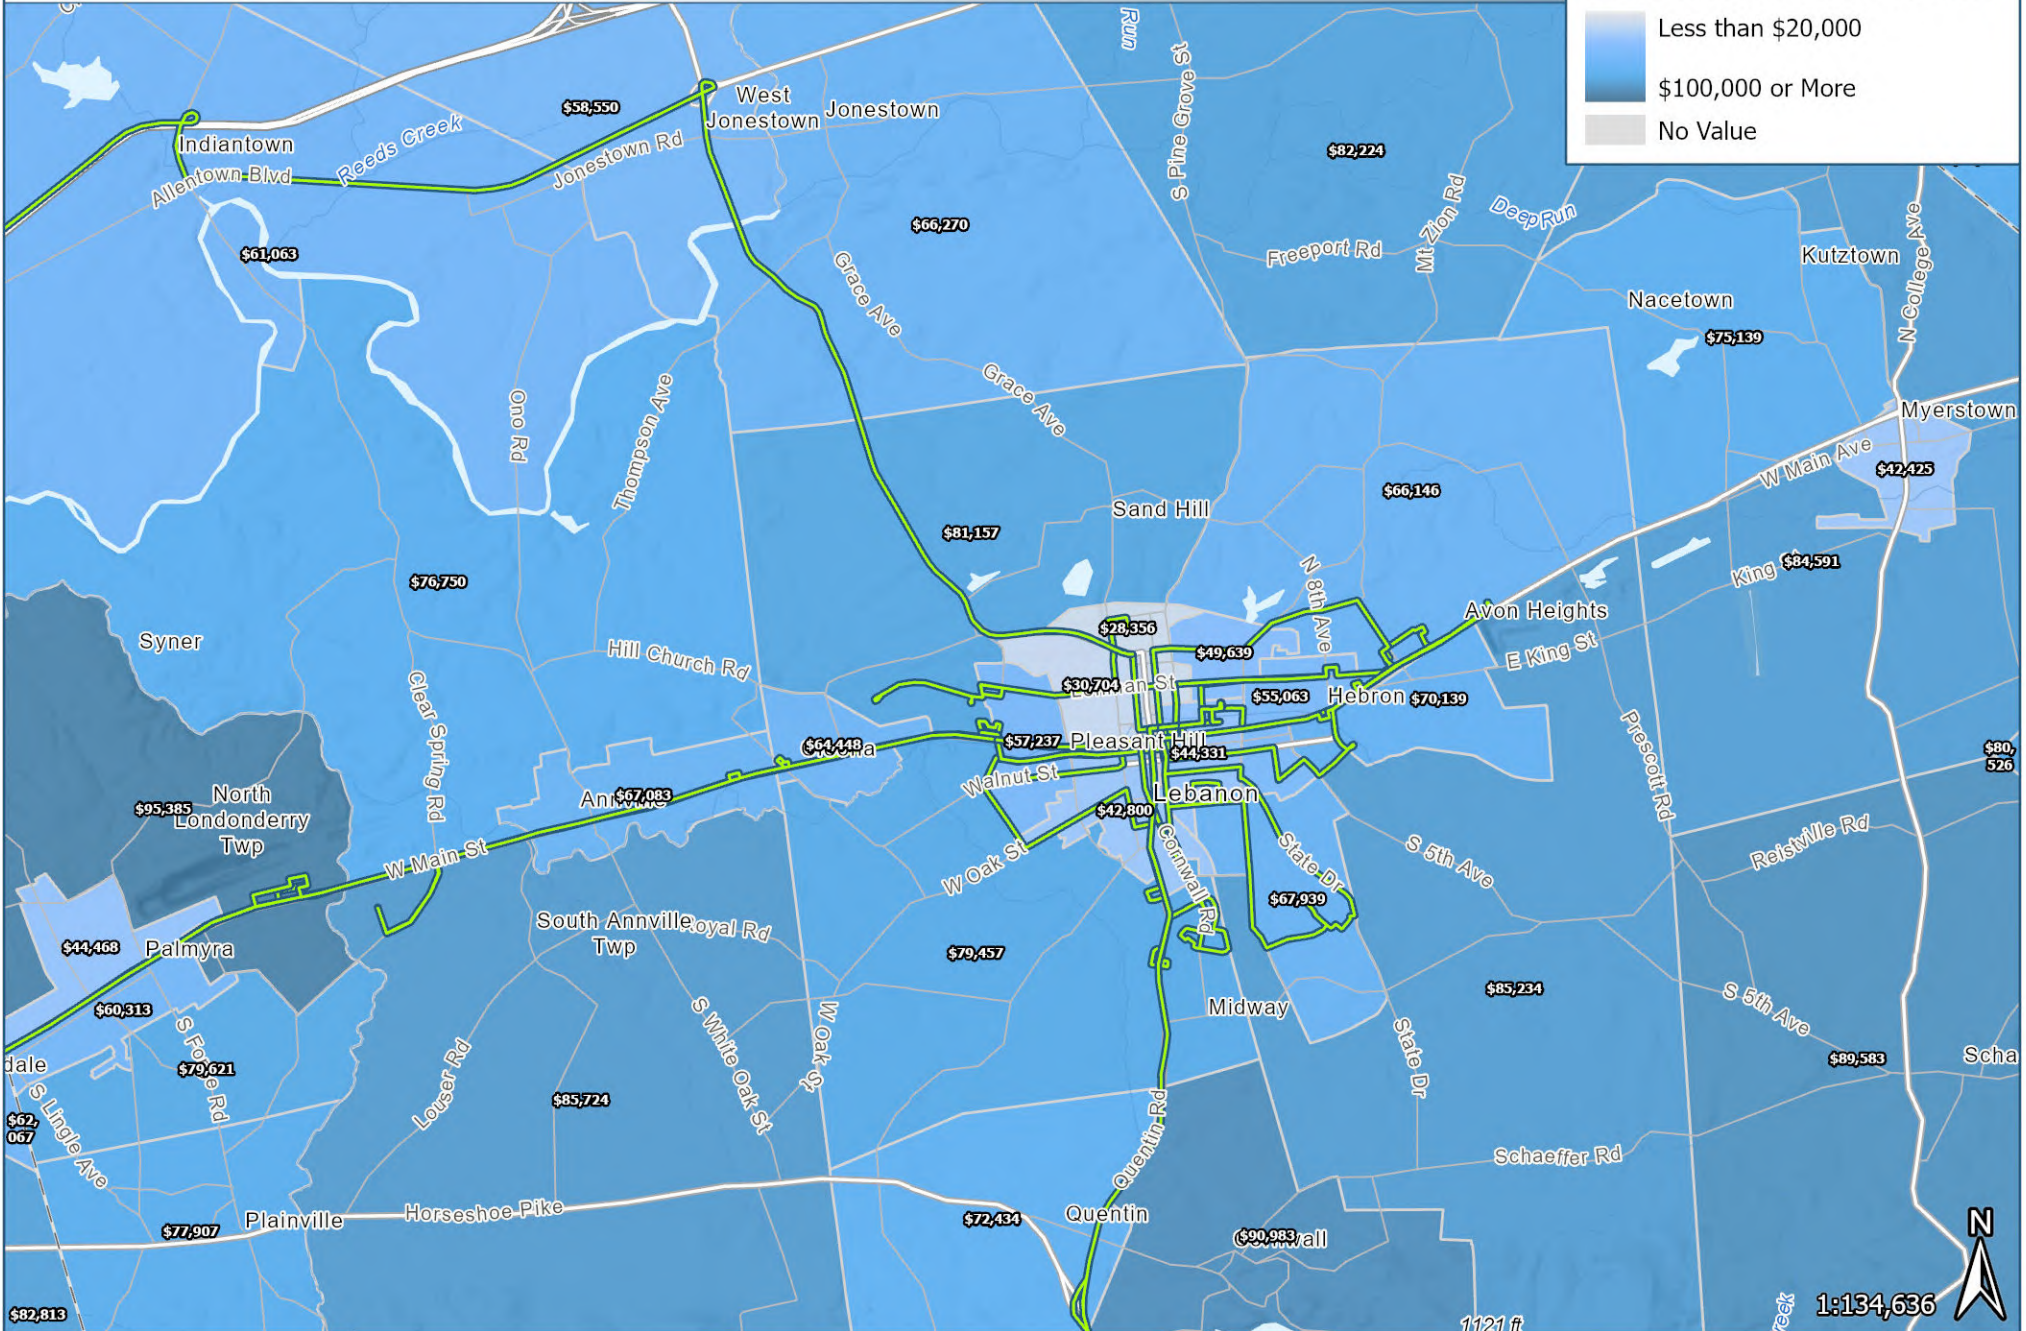 Less than $20,000
$100,000 or More
No Value
Run
S Pine Grove St
West
Jonestown
Jonestown
$58,550
Indiantown
Reeds Creek
Jonestown Rd
Allentown Blvd
$82,224
Mt Zion Rd
Deep Run
$66,270
$61,063
Freeport Rd
Kutztown
N College Ave
Grace Ave
Nacetown
$75,139
Ono Rd
Thompson Ave
Grace Ave
Myerstown
W Main Ave
$42,425
$66,146
Sand Hill
$81,157
$76,750
King
$84,591
N 8th Ave
Avon Heights
Syner
$28,356
Hill Church Rd
$49,639
E King St
$30,704
$55,063
Hebron
$70,139
Clear Spring Rd
Prescott Rd
$64,448
$57,237
Pleasant Hill
$44,331
$80,
526
Walnut St
$67,083
$95,385
North
Londonderry
Twp
Lebanon
$42,800
Cornwall Rd
W Main St
W Oak St
State Dr
S 5th Ave
Reistville Rd
$67,939
South Annville
Twp
Royal Rd
$44,468
Palmyra
$79,457
$85,234
$60,313
Midway
S 5th Ave
S Forge Rd
S White Oak St
W Oak St
State Dr
dale
$79,621
Louser Rd
$89,583
Scha
S Lingle Ave
$85,724
$62,
067
Quentin Rd
Schaeffer Rd
Horseshoe Pike
Plainville
$77,907
$72,434
Quentin
$90,983
N
$82,813
1:134,636
1121 ft
reek